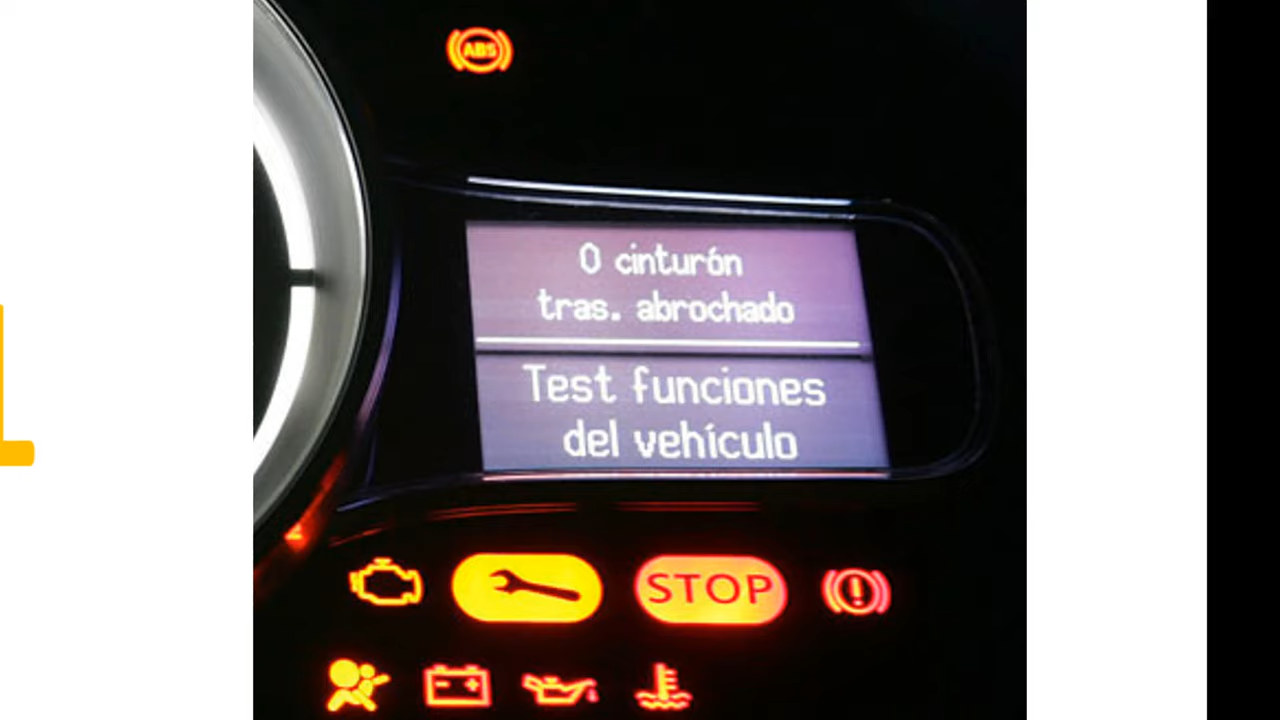 ABS
0 cinturón
tras. abrochado
Test funciones
del vehículo
STOP